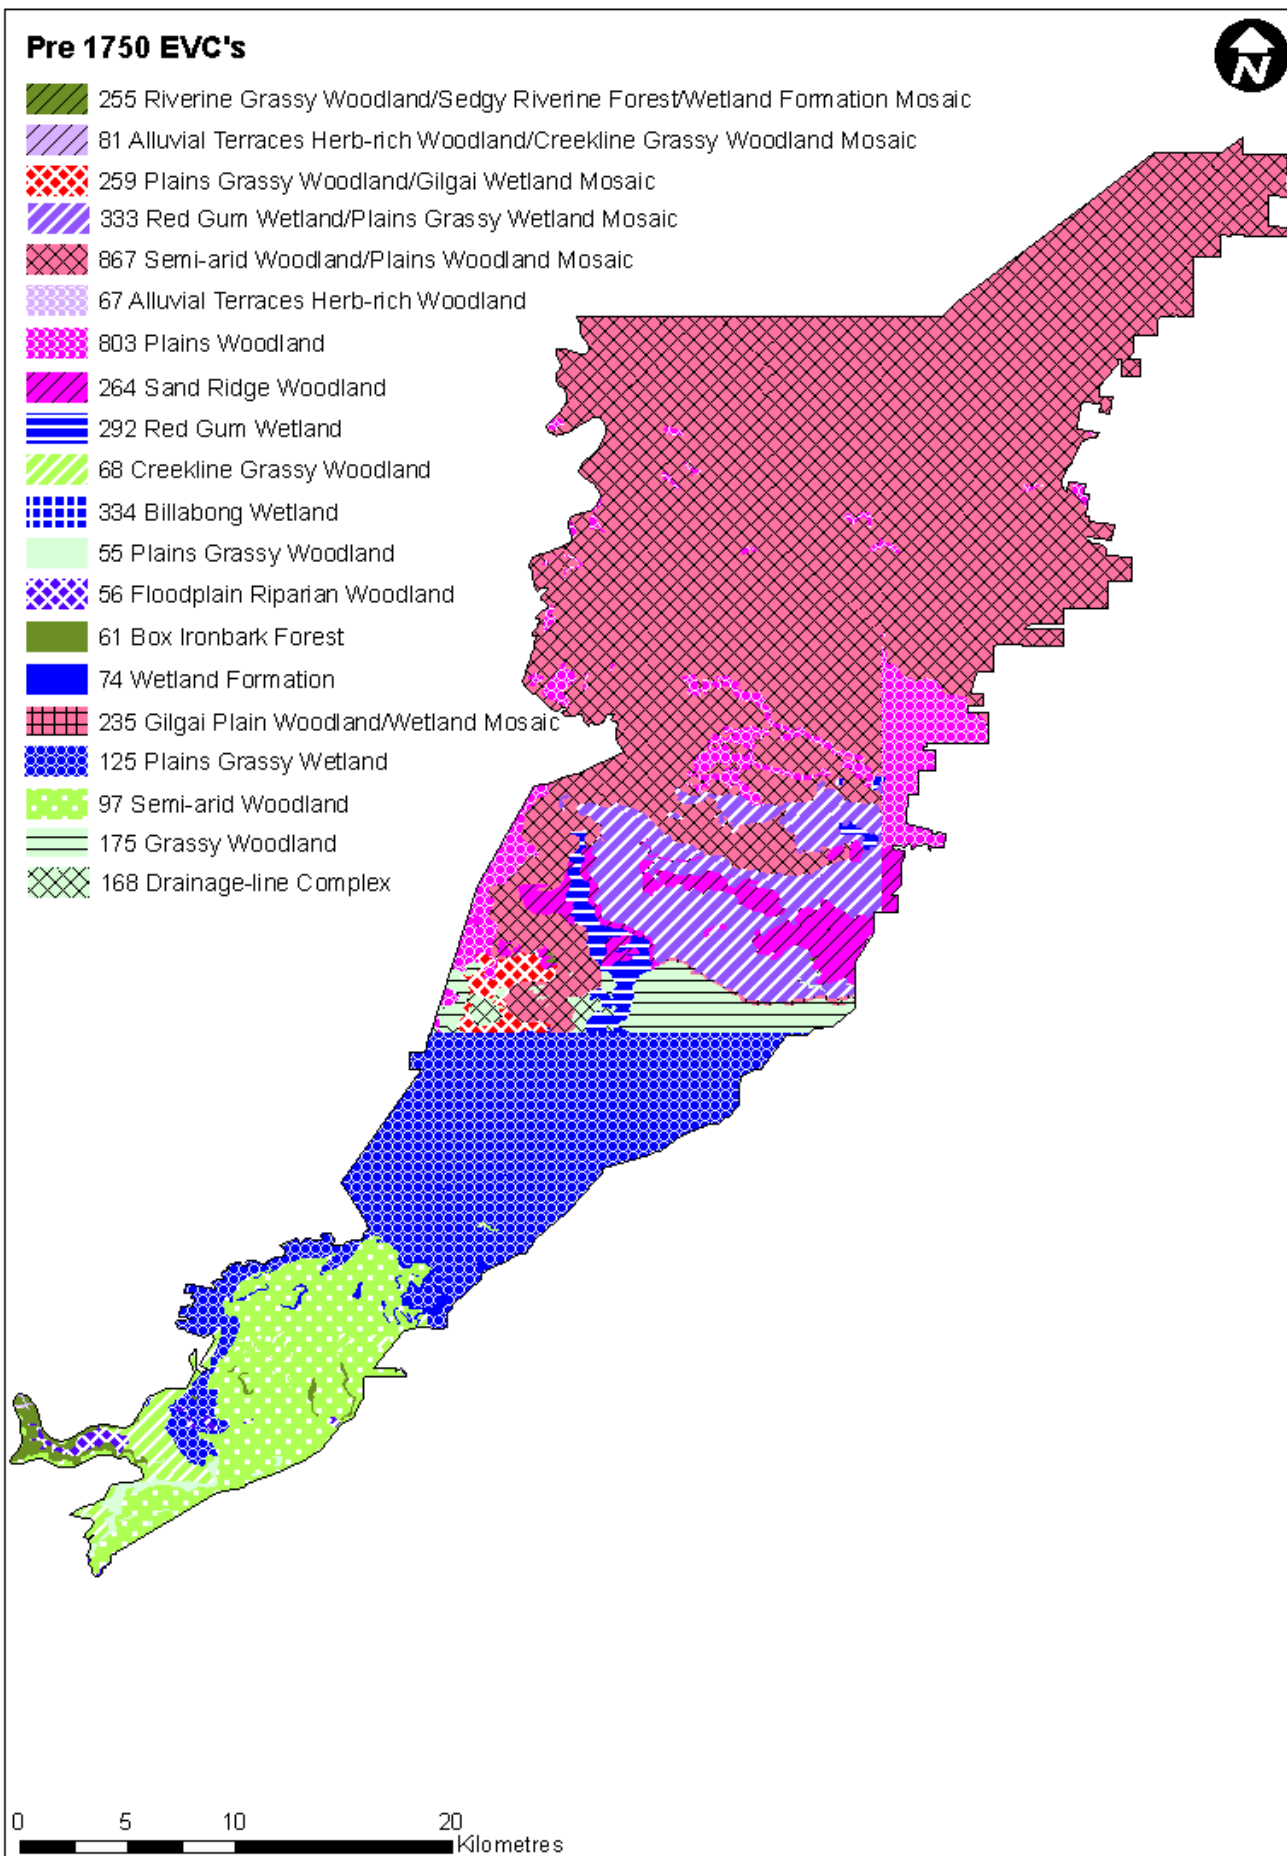 Pre 1750 EVC's
N
255 Riverine Grassy Woodland/Sedgy Riverine Forest/Wetland Formation Mosaic
81 Alluvial Terraces Herb-rich Woodland/Creekline Grassy Woodland Mosaic
259 Plains Grassy Woodland/Gilgai Wetland Mosaic
333 Red Gum Wetland/Plains Grassy Wetland Mosaic
867 Semi-arid Woodland/Plains Woodland Mosaic
67 Alluvial Terraces Herb-rich Woodland
803 Plains Woodland
264 Sand Ridge Woodland
292 Red Gum Wetland
68 Creekline Grassy Woodland
334 Billabong Wetland
55 Plains Grassy Woodland
56 Floodplain Riparian Woodland
61 Box Ironbark Forest
74 Wetland Formation
235 Gilgai Plain Woodland/Wetland Mosaic
125 Plains Grassy Wetland
97 Semi-arid Woodland
175 Grassy Woodland
168 Drainage-line Complex
0 5 10 20
Kilometres